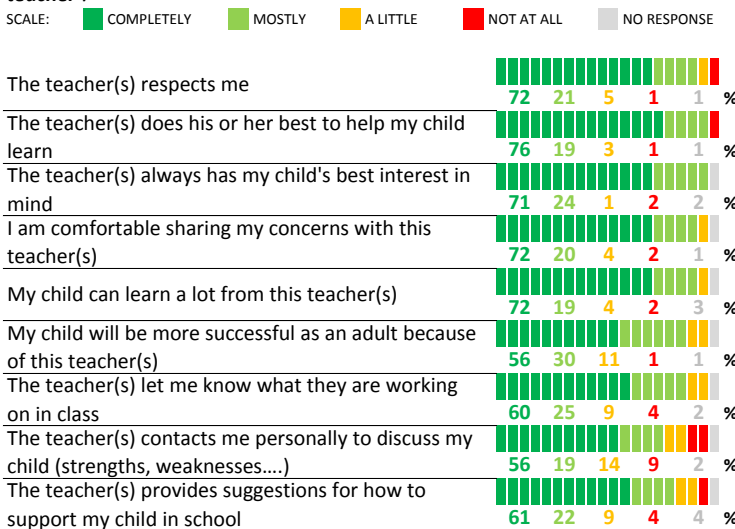 teacher?
SCALE: COMPLETELY MOSTLY A LITTLE NOT AT ALL NO RESPONSE
The teacher(s) respects me
72 21 5 1 1 %
The teacher(s) does his or her best to help my child
learn
76 19 3 1 1 %
The teacher(s) always has my child's best interest in
mind
71 24 1 2 2 %
I am comfortable sharing my concerns with this
teacher(s)
72 20 4 2 1 %
My child can learn a lot from this teacher(s)
72 19 4 2 3 %
My child will be more successful as an adult because
of this teacher(s)
56 30 11 1 1 %
The teacher(s) let me know what they are working
on in class
60 25 9 4 2 %
The teacher(s) contacts me personally to discuss my
child (strengths, weaknesses....)
56 19 14 9 2 %
The teacher(s) provides suggestions for how to
support my child in school
61 22 9 4 4 %